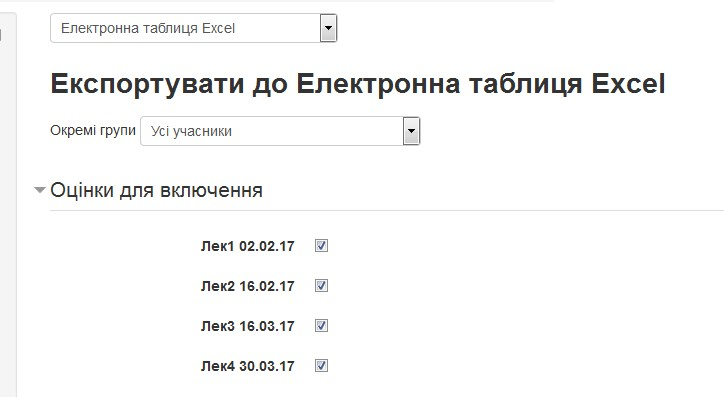 Електронна таблиця Excel
Експортувати до Електронна таблиця Excel
Окремі групи Усі учасники
Оцінки для включення
Лек1 02.02.17
Лек2 16.02.17
Лек3 16.03.17
Лек4 30.03.17